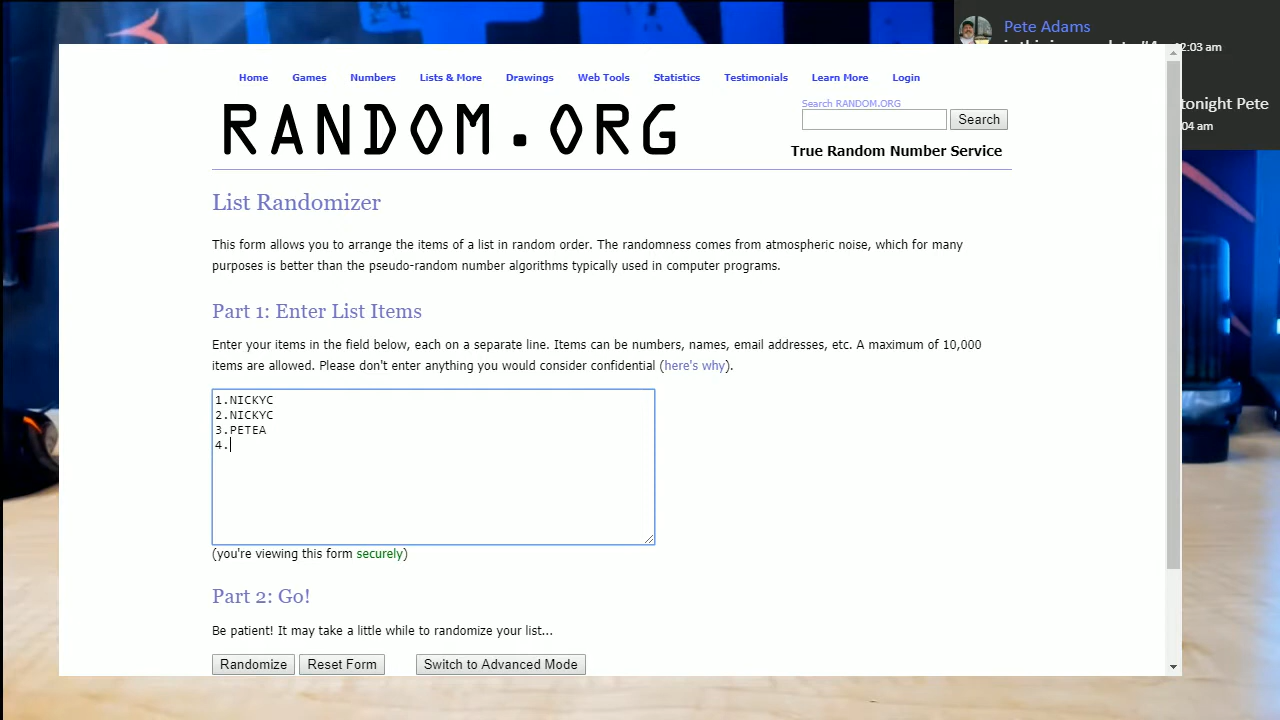 Pete Adams
12:03 am
tonight Pete
:04 am
Home Games Numbers Lists & More Drawings Web Tools Statistics Testimonials Learn More Login
Search RANDOM.ORG
RANDOM.ORG
Search
True Random Number Service
List Randomizer
This form allows you to arrange the items of a list in random order. The randomness comes from atmospheric noise, which for many
purposes is better than the pseudo-random number algorithms typically used in computer programs.
Part 1: Enter List Items
Enter your items in the field below, each on a separate line. Items can be numbers, names, email addresses, etc. A maximum of 10,000
items are allowed. Please don't enter anything you would consider confidential (here's why).
1.NICKYC
2.NICKYC
3.PETEA
4.
(you're viewing this form securely)
Part 2: Go!
Be patient! It may take a little while to randomize your list...
Randomize Reset Form Switch to Advanced Mode